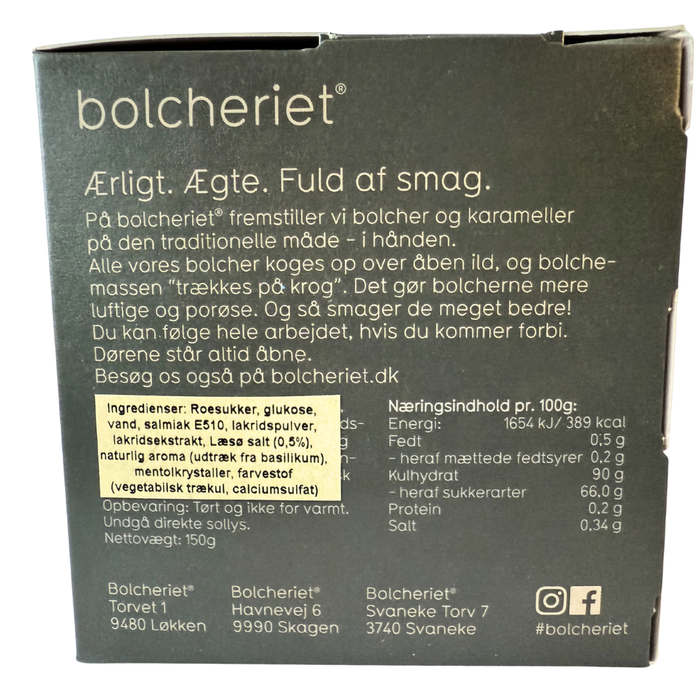 bolcheriet®
Ærligt. Ægte. Fuld af smag.
På bolcheriet® fremstiller vi bolcher og karameller
på den traditionelle måde - i hånden.
Alle vores bolcher koges op over åben ild, og bolche-
massen "trækkes på krog". Det gør bolcherne mere
luftige og porøse. Og så smager de meget bedre!
Du kan følge hele arbejdet, hvis du kommer forbi.
Dørene står altid åbne.
Besøg os også på bolcheriet.dk
Ingredienser: Roesukker, glukose,
vand, salmiak E510, lakridspulver,
lakridsekstrakt, Læsø salt (0,5%),
naturlig aroma (udtræk fra basilikum),
mentolkrystaller, farvestof
(vegetabilsk trækul, calciumsulfat)
Opbevaring: Tørt og ikke for varmt.
Undgå direkte sollys.
Nettovægt: 150g
Næringsindhold pr. 100g:
Energi: 1654 kJ/ 389 kcal
Fedt 0,5 g
- heraf mættede fedtsyrer 0,2 g
Kulhydrat 90 g
- heraf sukkerarter 66,0 g
Protein 0,2 g
Salt 0,34 g
Bolcheriet®
Torvet 1
9480 Løkken
Bolcheriet®
Havnevej 6
9990 Skagen
Bolcheriet®
Svaneke Torv 7
3740 Svaneke
#bolcheriet